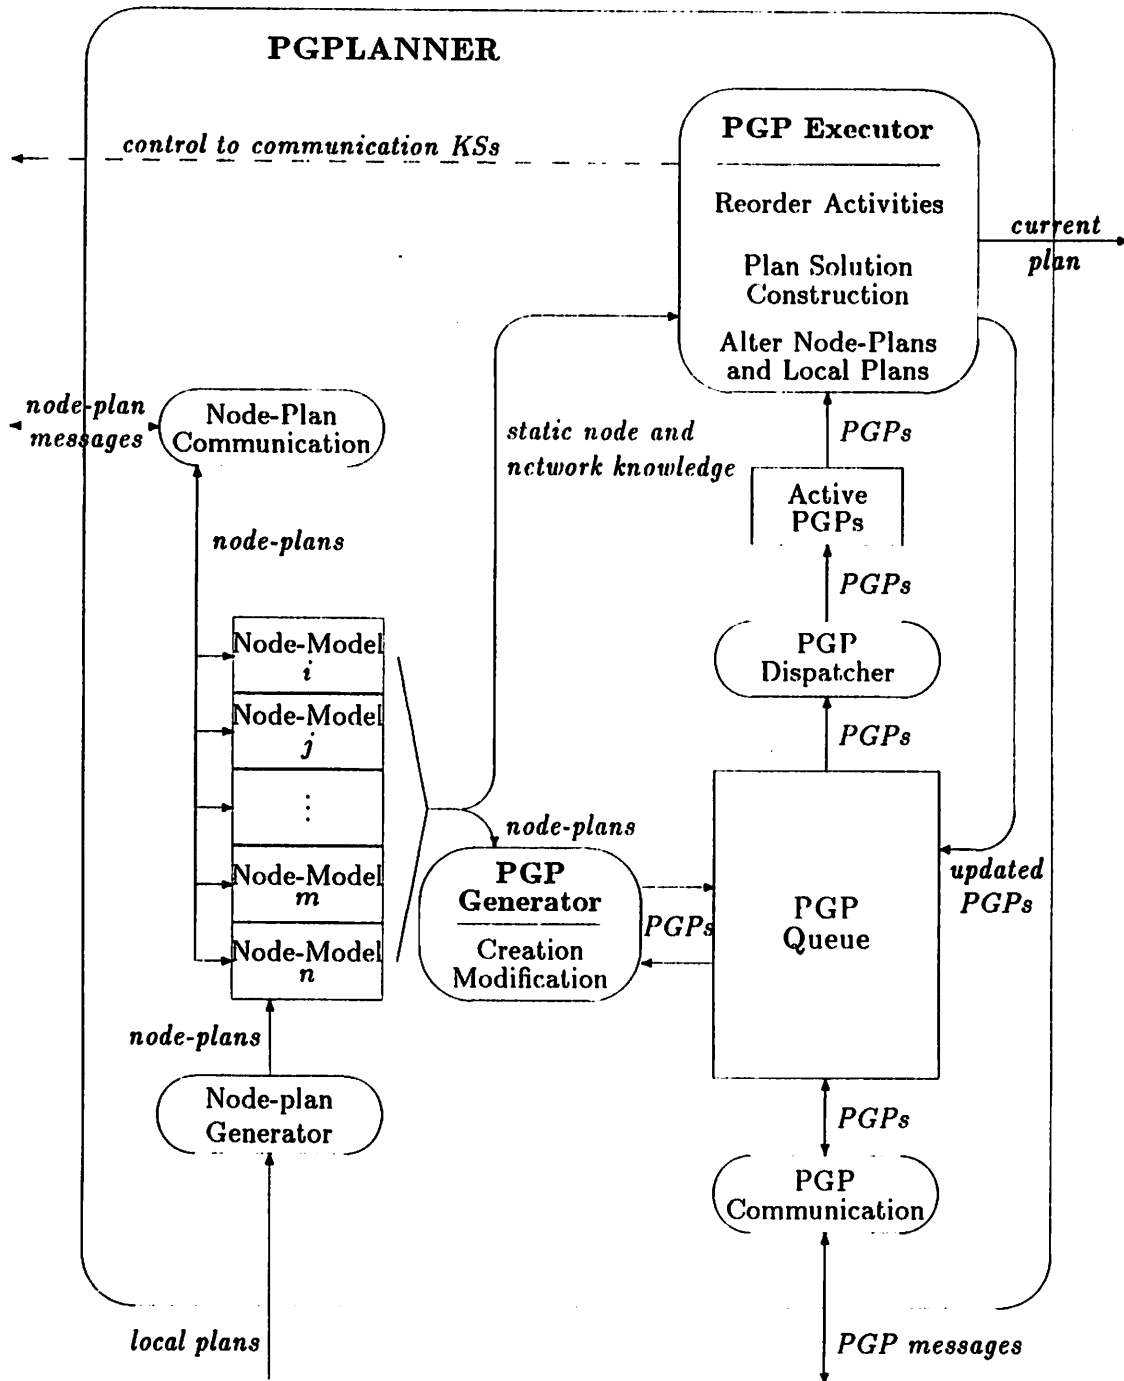 PGPLANNER
PGP Executor
control to communication KSs
Reorder Activities
current
plan
Plan Solution
Construction
Alter Node-Plans
and Local Plans
node-plan
messages
Node-Plan
Communication
static node and
network knowledge
PGPs
Active
PGPs
node-plans
PGPs
Node-Model
i
PGP
Dispatcher
Node-Model
j
PGPs
⋮
node-plans
Node-Model
m
PGP
Generator
PGPs
Creation
Modification
PGP
Queue
updated
PGPs
Node-Model
n
node-plans
Node-plan
Generator
PGPs
PGP
Communication
local plans
PGP messages